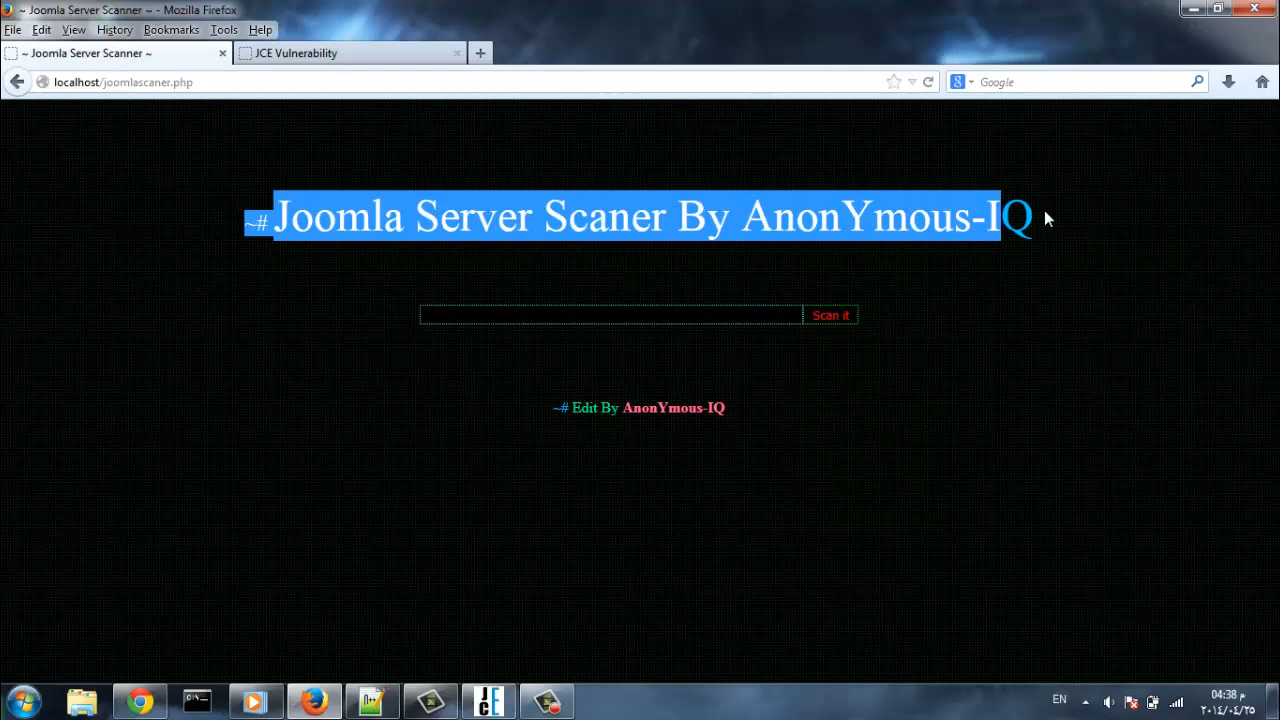 ~ Joomla Server Scanner ~ - Mozilla Firefox
File Edit View History Bookmarks Tools Help
~ Joomla Server Scanner ~ × JCE Vulnerability × +
localhost/joomlascaner.php
8 Google
~# Joomla Server Scaner By AnonYmous-IQ
Scan it
~# Edit By AnonYmous-IQ
C:\
N++
JCE
EN
م 04:38
٢٠١٤/٠٤/٢٥